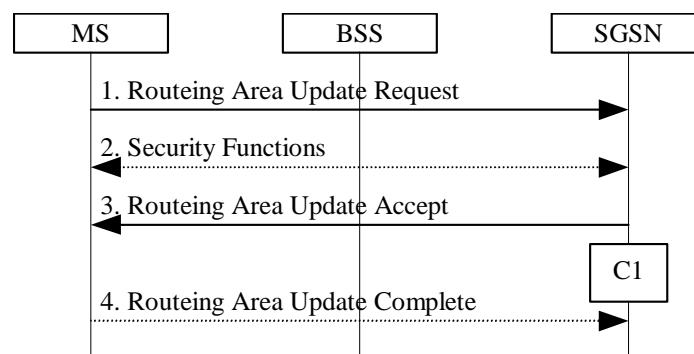 MS
BSS
SGSN
1. Routeing Area Update Request
2. Security Functions
3. Routeing Area Update Accept
C1
4. Routeing Area Update Complete